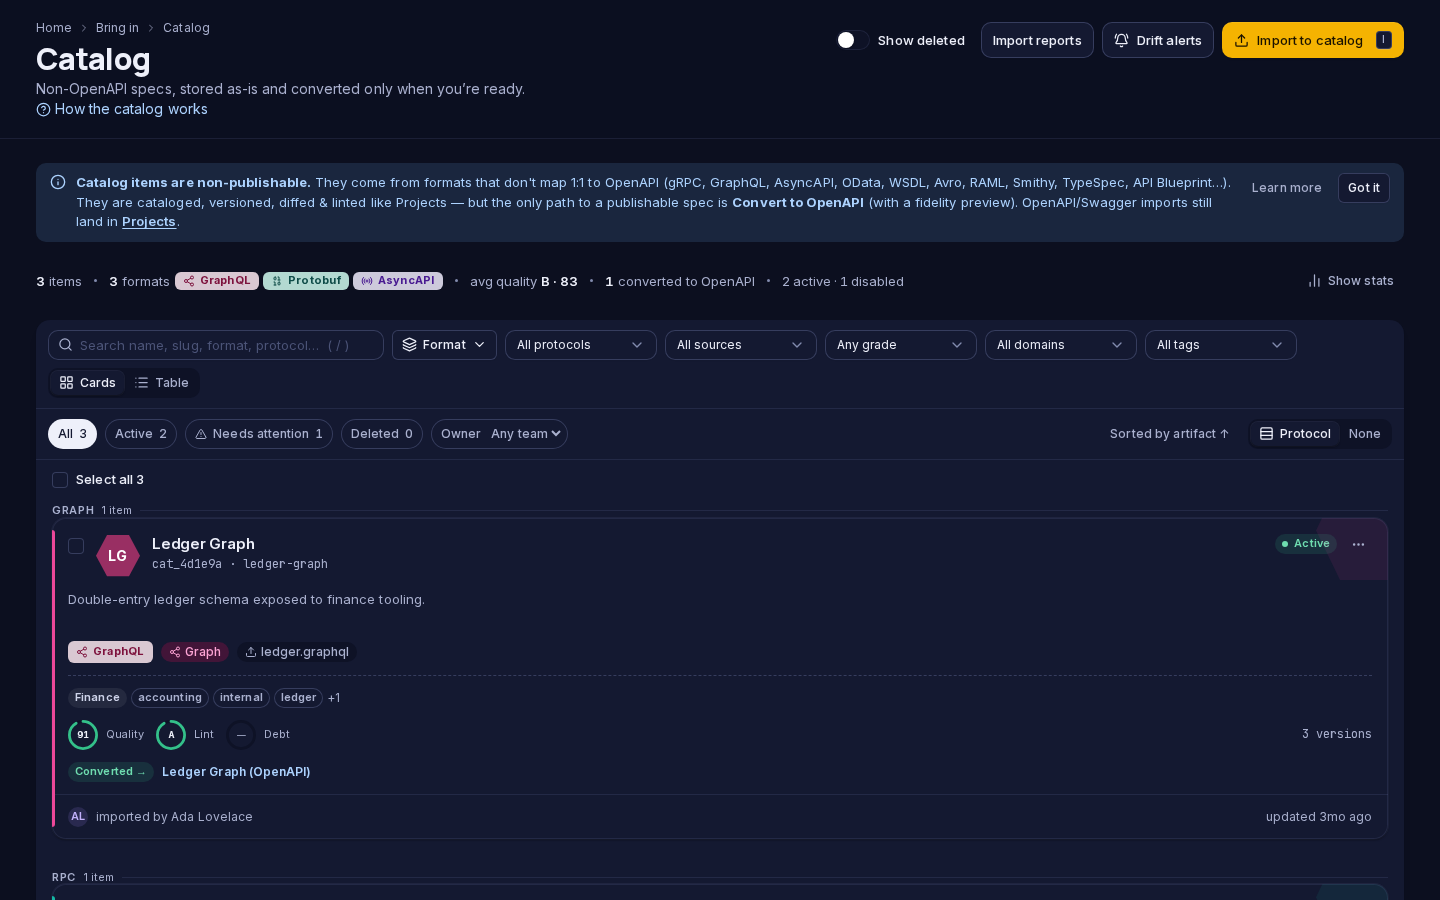 Home > Bring in > Catalog
Catalog
Non-OpenAPI specs, stored as-is and converted only when you’re ready.
How the catalog works
Show deleted
Import reports
Drift alerts
Import to catalog I
Catalog items are non-publishable. They come from formats that don't map 1:1 to OpenAPI (gRPC, GraphQL, AsyncAPI, OData, WSDL, Avro, RAML, Smithy, TypeSpec, API Blueprint…).
They are cataloged, versioned, diffed & linted like Projects — but the only path to a publishable spec is Convert to OpenAPI (with a fidelity preview). OpenAPI/Swagger imports still
land in Projects.
Learn more
Got it
3 items • 3 formats GraphQL Protobuf AsyncAPI • avg quality B · 83 • 1 converted to OpenAPI • 2 active · 1 disabled
Show stats
Search name, slug, format, protocol… ( / )
Format
All protocols
All sources
Any grade
All domains
All tags
Cards
Table
All 3
Active 2
Needs attention 1
Deleted 0
Owner Any team
Sorted by artifact ↑
Protocol
None
Select all 3
GRAPH 1 item
LG
Ledger Graph
cat_4d1e9a · ledger-graph
Active
···
Double-entry ledger schema exposed to finance tooling.
GraphQL
Graph
ledger.graphql
Finance accounting internal ledger +1
91 Quality A Lint — Debt
3 versions
Converted → Ledger Graph (OpenAPI)
AL imported by Ada Lovelace
updated 3mo ago
RPC 1 item